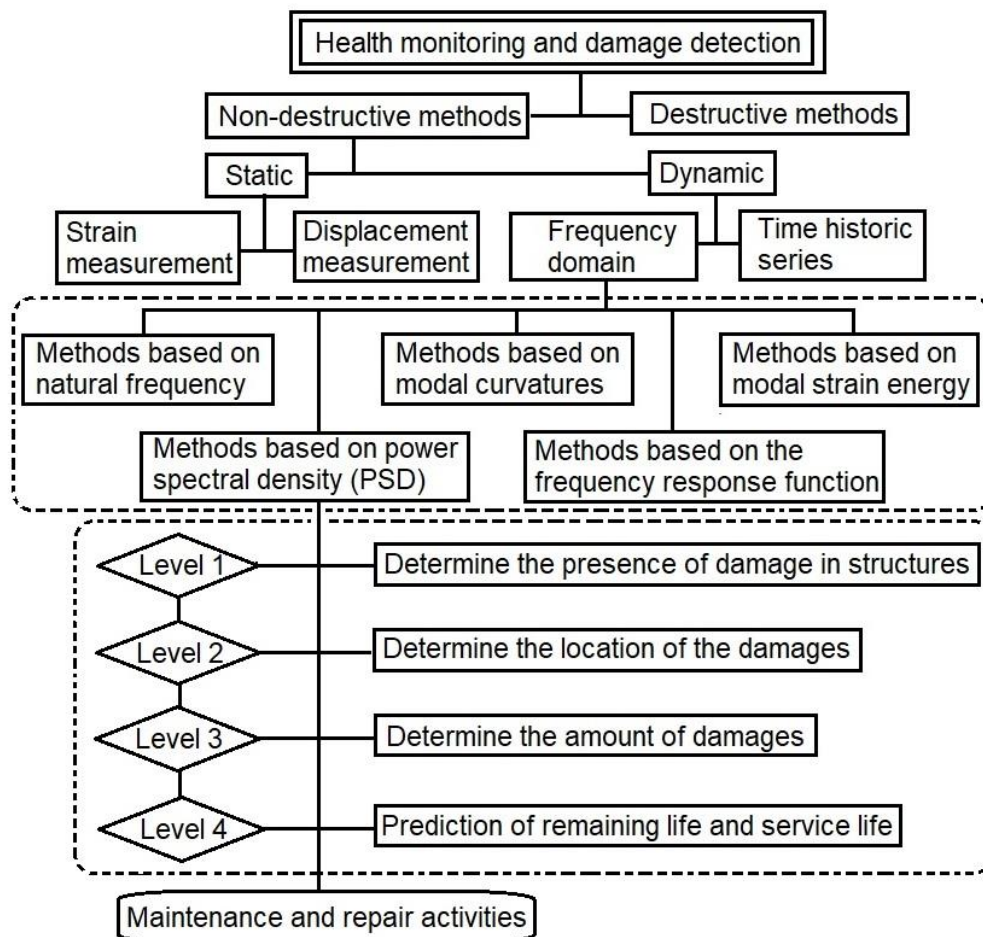 Health monitoring and damage detection
Non-destructive methods
Destructive methods
Static
Dynamic
Strain
measurement
Displacement
measurement
Frequency
domain
Time historic
series
Methods based on
natural frequency
Methods based on
modal curvatures
Methods based on
modal strain energy
Methods based on power
spectral density (PSD)
Methods based on the
frequency response function
Level 1
Determine the presence of damage in structures
Level 2
Determine the location of the damages
Level 3
Determine the amount of damages
Level 4
Prediction of remaining life and service life
Maintenance and repair activities